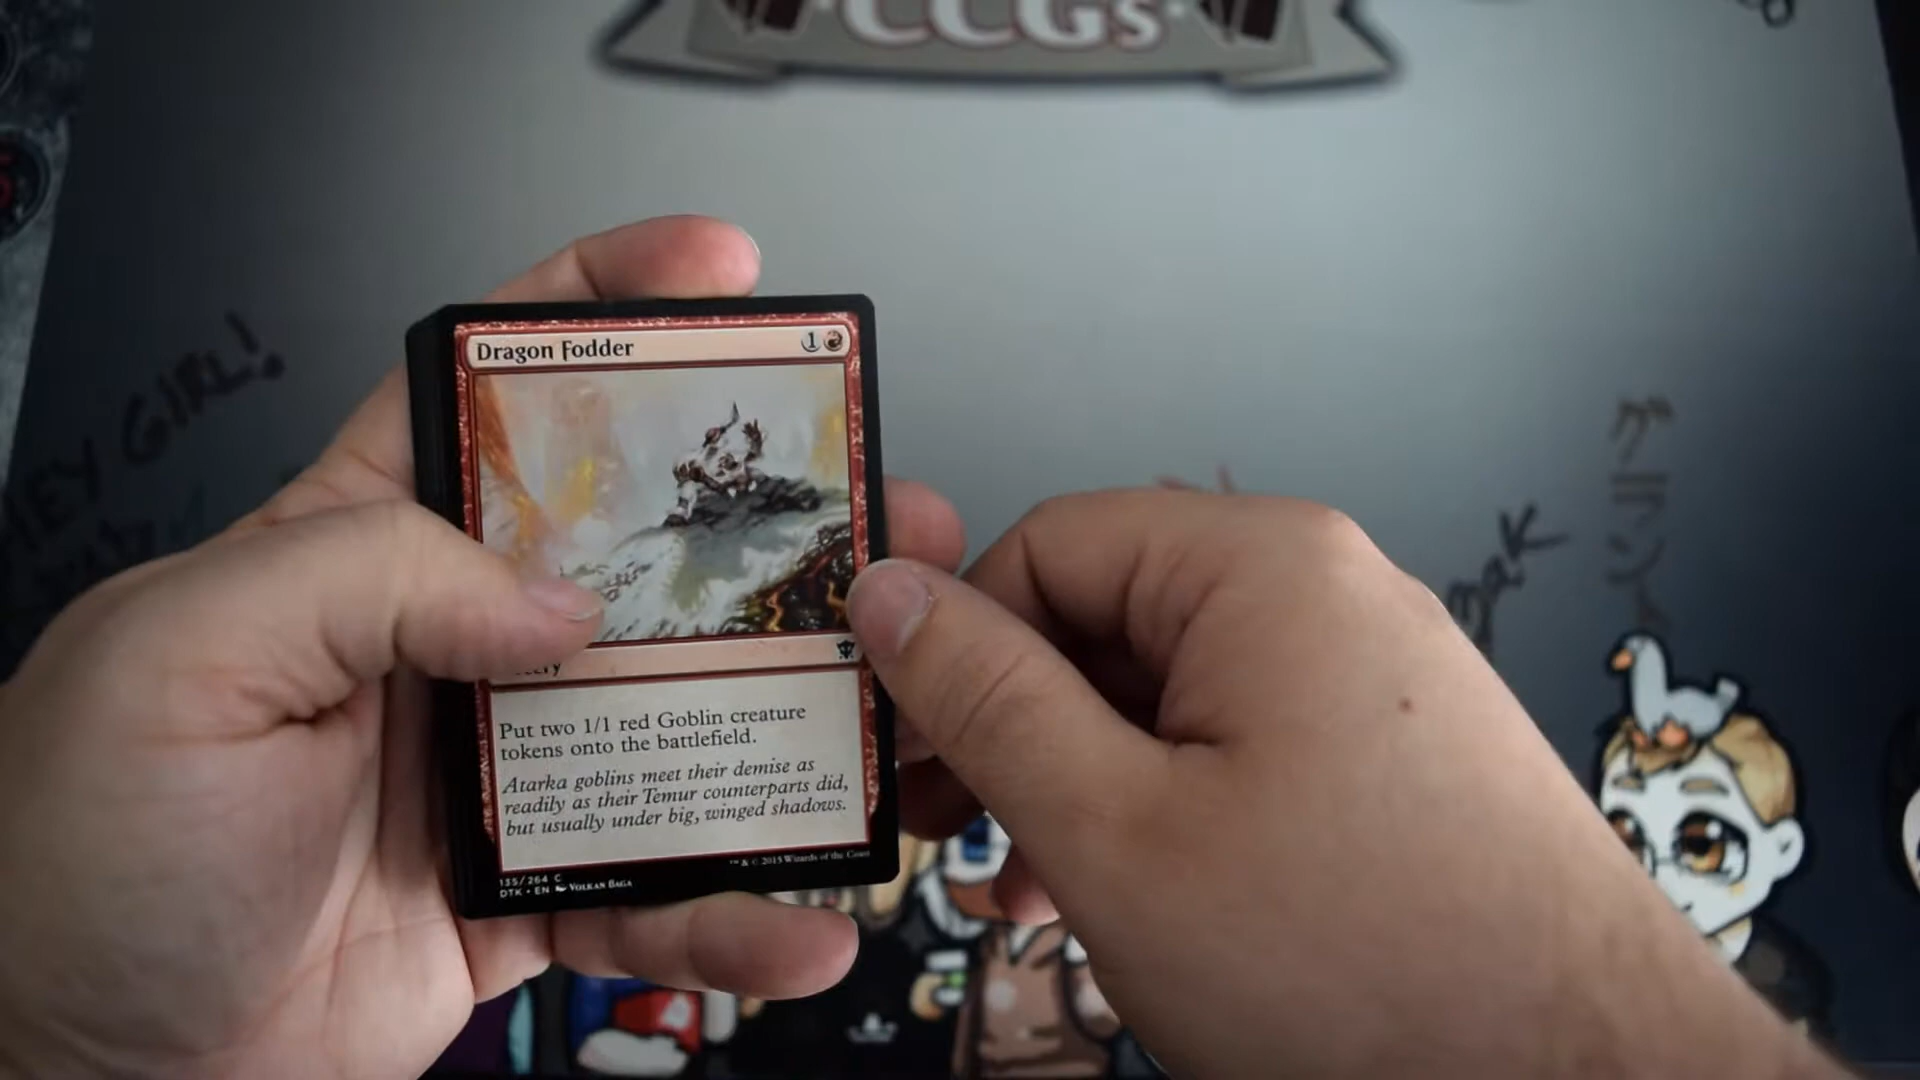 CCGs
HEY GIRL!
Dragon Fodder
1
Put two 1/1 red Goblin creature
tokens onto the battlefield.
Atarka goblins meet their demise as
readily as their Temur counterparts did,
but usually under big, winged shadows.
™ & © 2015 Wizards of the Coast
135/264 C
DTK • EN VOLKAN BAGA